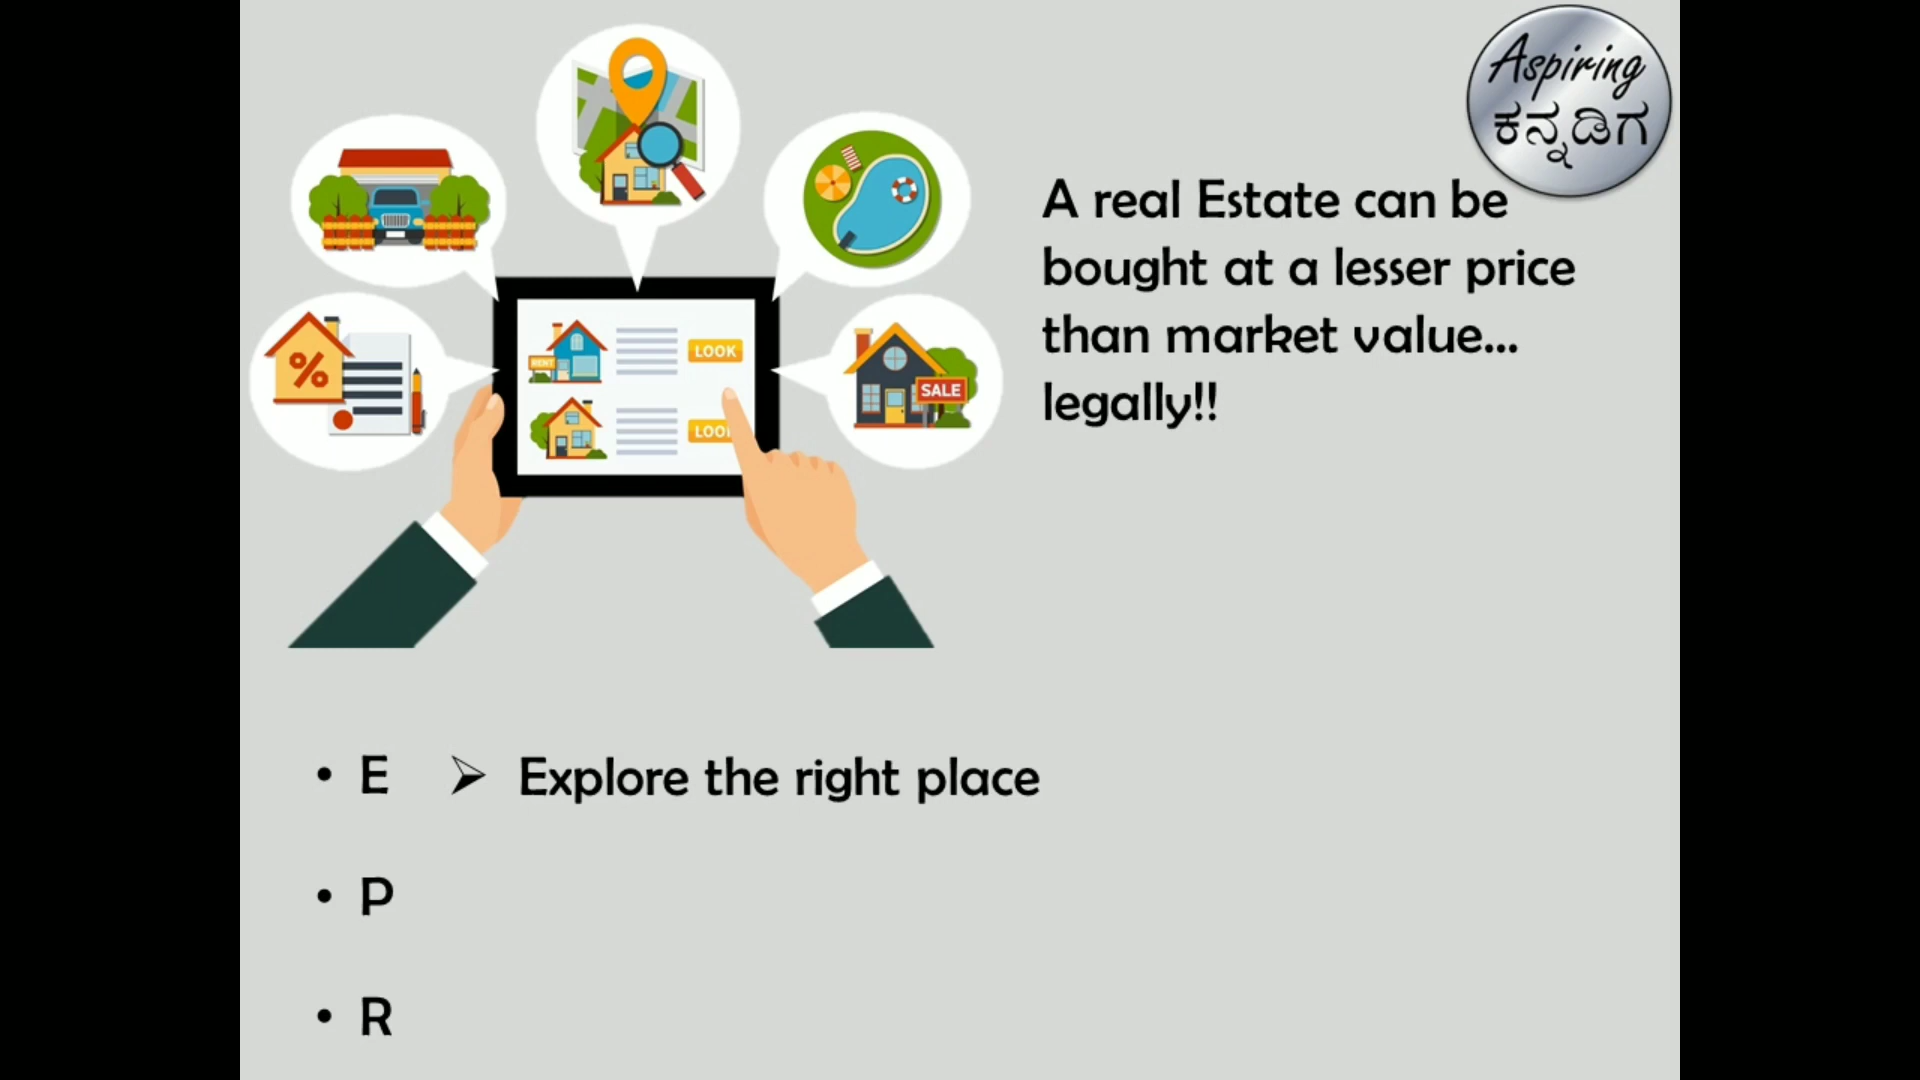 Aspiring
ಕನ್ನಡಿಗ
A real Estate can be
bought at a lesser price
than market value...
legally!!
%
RENT
LOOK
LOOK
SALE
• E ➢ Explore the right place
• P
• R